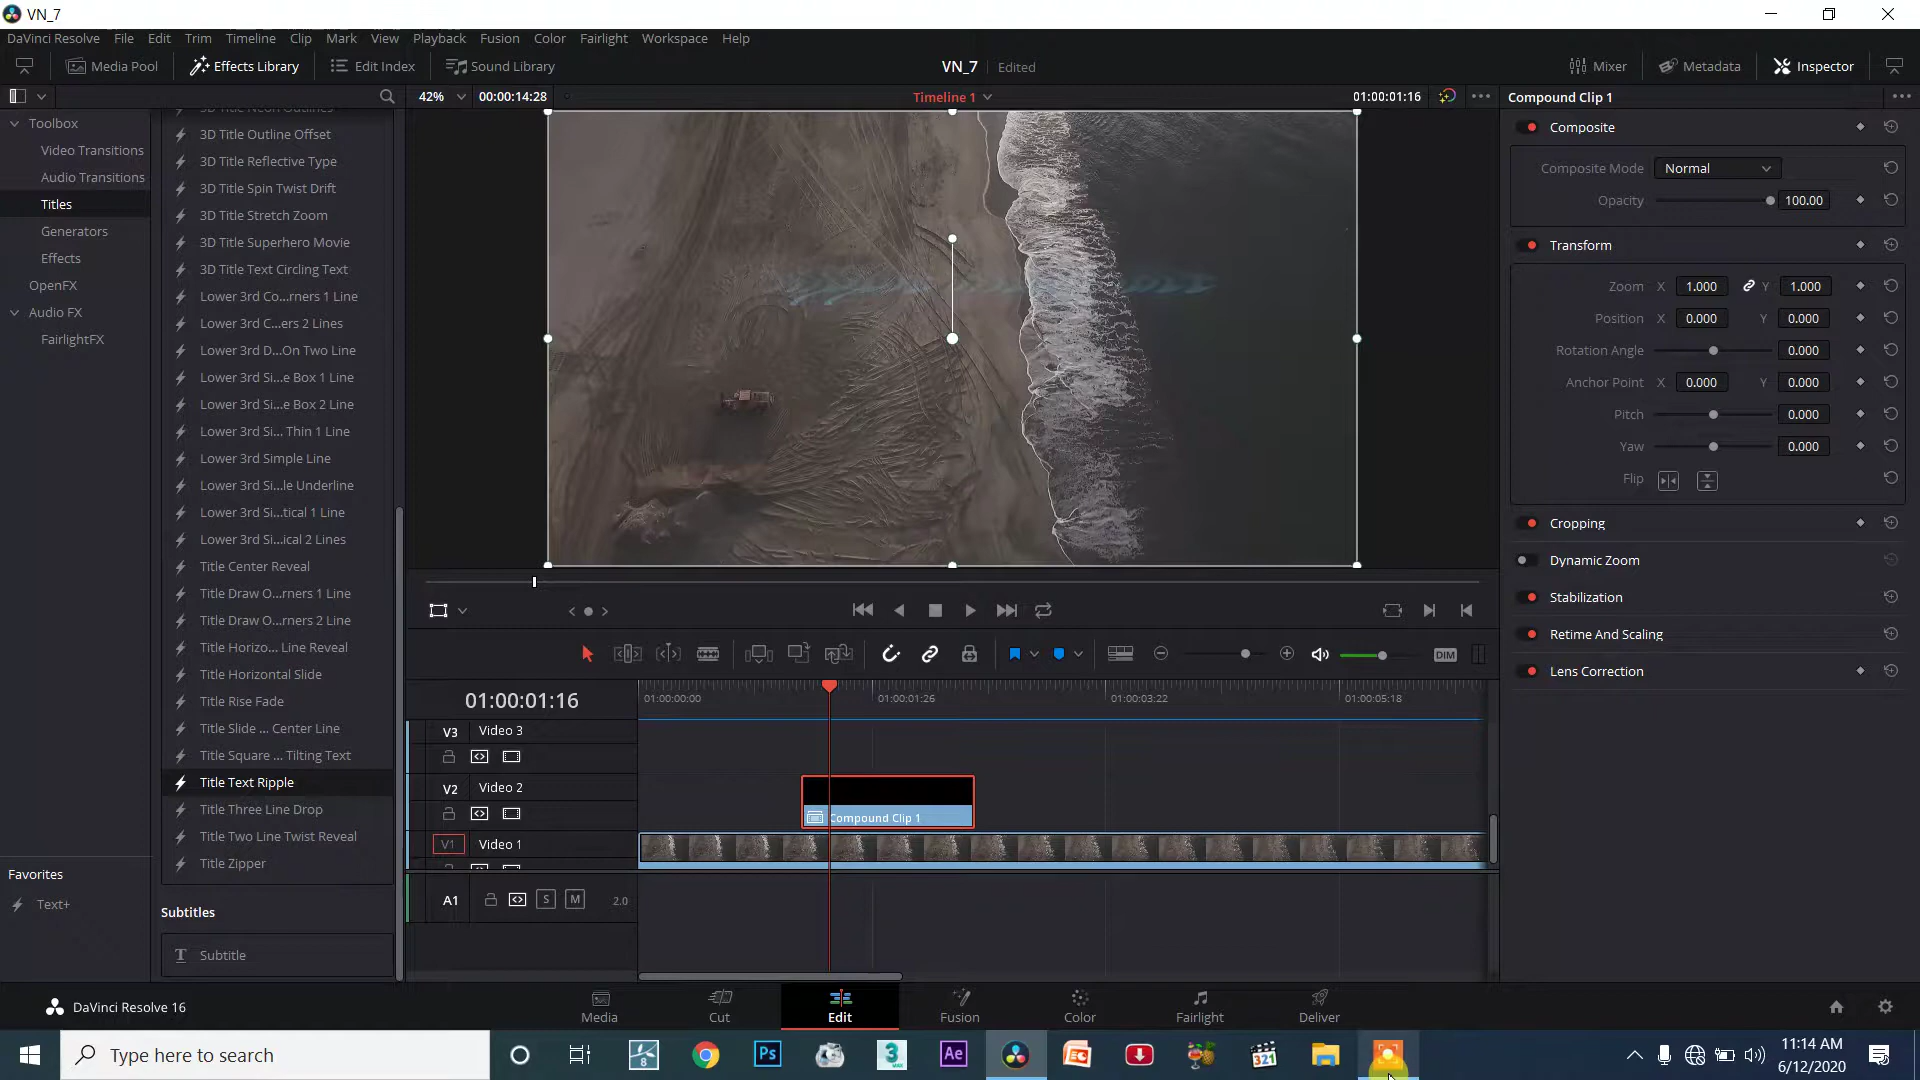 VN_7
DaVinci Resolve File Edit Trim Timeline Clip Mark View Playback Fusion Color Fairlight Workspace Help
Media Pool Effects Library Edit Index Sound Library VN_7 Edited Mixer Metadata Inspector
42% 00:00:14:28 Timeline 1 01:00:01:16 Compound Clip 1
Toolbox
Video Transitions
Audio Transitions
Titles
Generators
Effects
OpenFX
Audio FX
FairlightFX
Favorites
Text+
3D Title Neon Outlines
3D Title Outline Offset
3D Title Reflective Type
3D Title Spin Twist Drift
3D Title Stretch Zoom
3D Title Superhero Movie
3D Title Text Circling Text
Lower 3rd Co...rners 1 Line
Lower 3rd C...ers 2 Lines
Lower 3rd D...On Two Line
Lower 3rd Si...e Box 1 Line
Lower 3rd Si...e Box 2 Line
Lower 3rd Si... Thin 1 Line
Lower 3rd Simple Line
Lower 3rd Si...le Underline
Lower 3rd Si...tical 1 Line
Lower 3rd Si...ical 2 Lines
Title Center Reveal
Title Draw O...rners 1 Line
Title Draw O...rners 2 Line
Title Horizo... Line Reveal
Title Horizontal Slide
Title Rise Fade
Title Slide ... Center Line
Title Square ... Tilting Text
Title Text Ripple
Title Three Line Drop
Title Two Line Twist Reveal
Title Zipper
Subtitles
T Subtitle
Composite
Composite Mode Normal
Opacity 100.00
Transform
Zoom X 1.000 Y 1.000
Position X 0.000 Y 0.000
Rotation Angle 0.000
Anchor Point X 0.000 Y 0.000
Pitch 0.000
Yaw 0.000
Flip
Cropping
Dynamic Zoom
Stabilization
Retime And Scaling
Lens Correction
DIM
01:00:01:16 01:00:00:00 01:00:01:26 01:00:03:22 01:00:05:18
V3 Video 3
V2 Video 2
Compound Clip 1
V1 Video 1
A1 S M 2.0
DaVinci Resolve 16 Media Cut Edit Fusion Color Fairlight Deliver
Type here to search
8
Ps
3
MAX
Ae
321
11:14 AM
6/12/2020